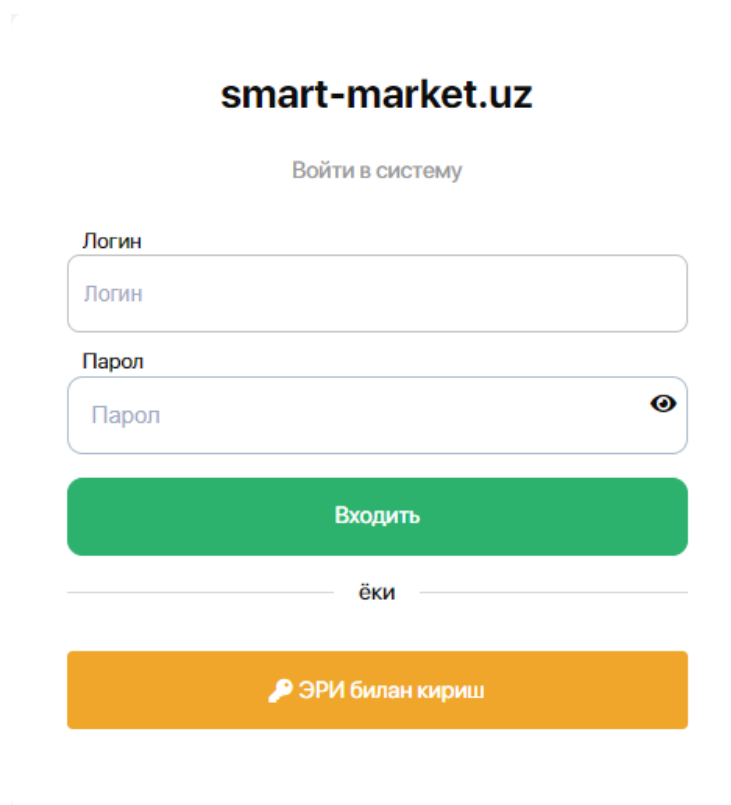 smart-market.uz
Войти в систему
Логин
Логин
Парол
Парол
Входить
ёки
ЭРИ билан кириш